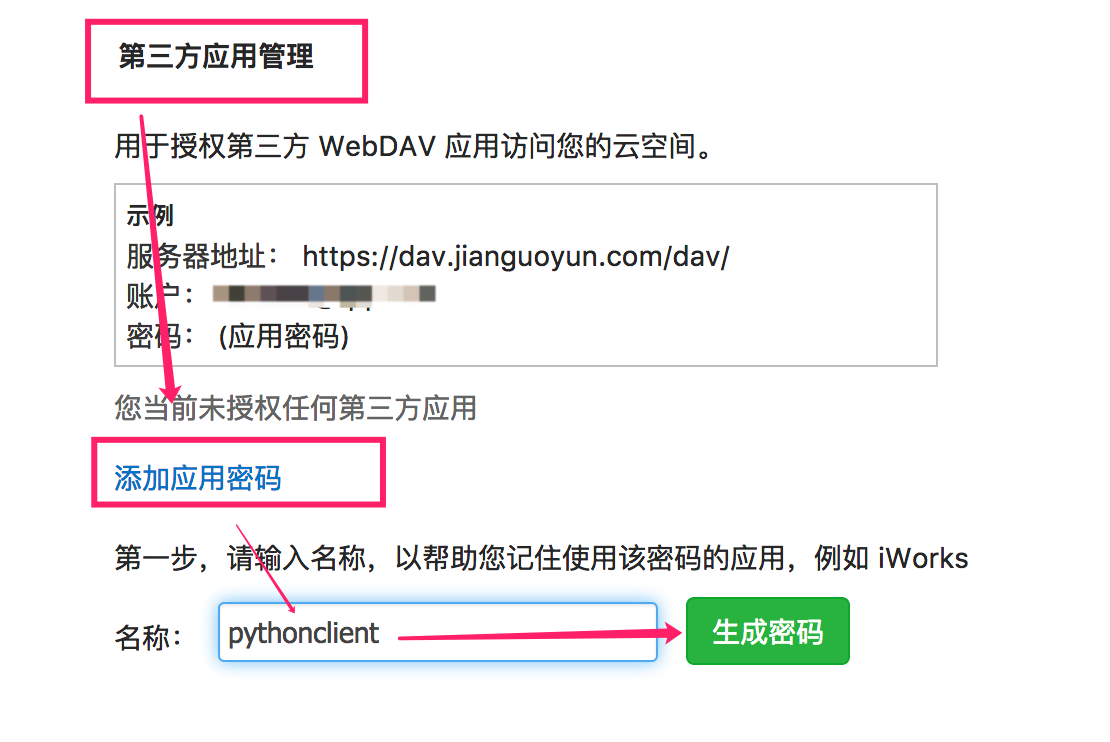 第三方应用管理
用于授权第三方 WebDAV 应用访问您的云空间。
示例
服务器地址： https://dav.jianguoyun.com/dav/
账户：
密码： (应用密码)
您当前未授权任何第三方应用
添加应用密码
第一步，请输入名称，以帮助您记住使用该密码的应用，例如 iWorks
名称： pythonclient 生成密码